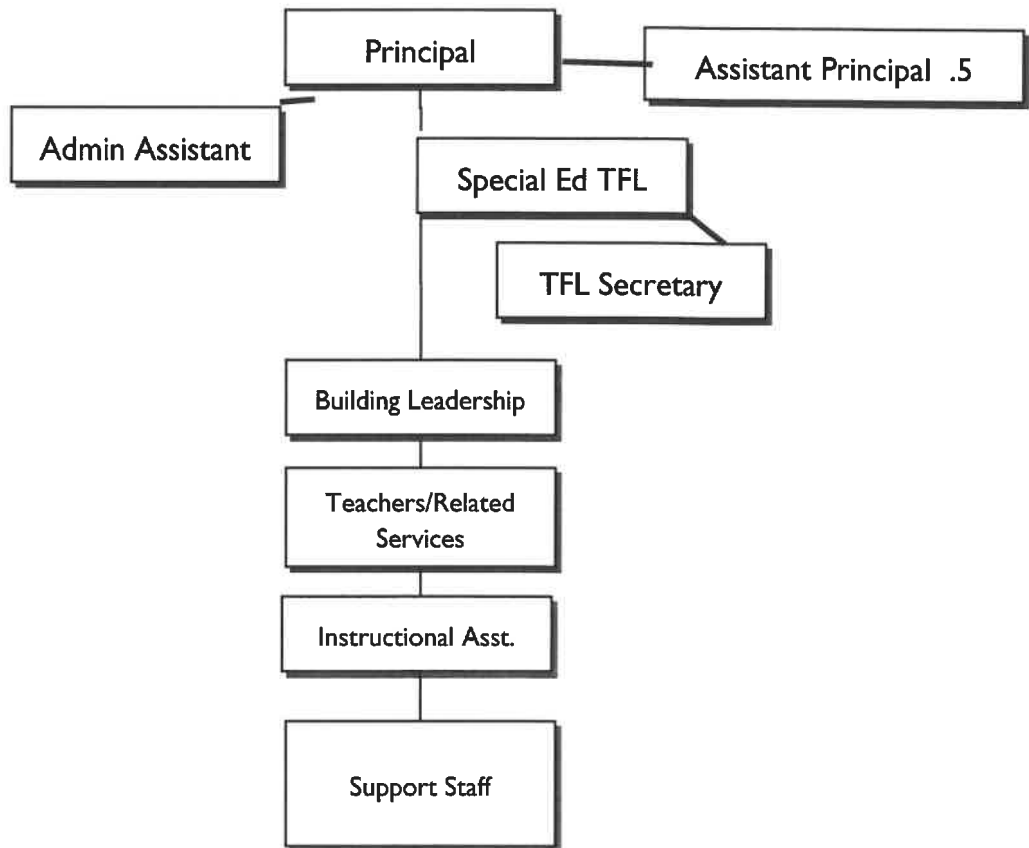 Principal
Assistant Principal .5
Admin Assistant
Special Ed TFL
TFL Secretary
Building Leadership
Teachers/Related
Services
Instructional Asst.
Support Staff